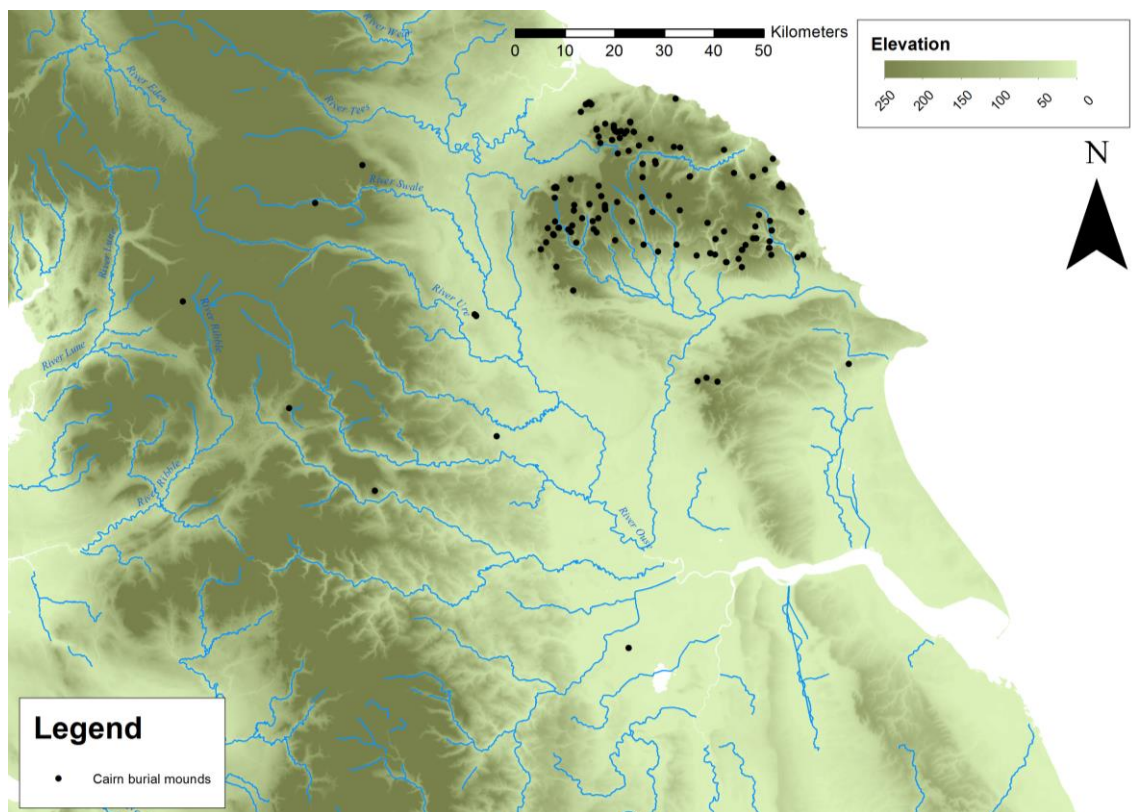 River Wear
Kilometers
0 10 20 30 40 50
Elevation
250 200 150 100 50 0
River Eden
River Tees
N
River Swale
River Lune
River Ure
River Ribble
River Lune
River Ribble
River Ouse
Legend
Cairn burial mounds